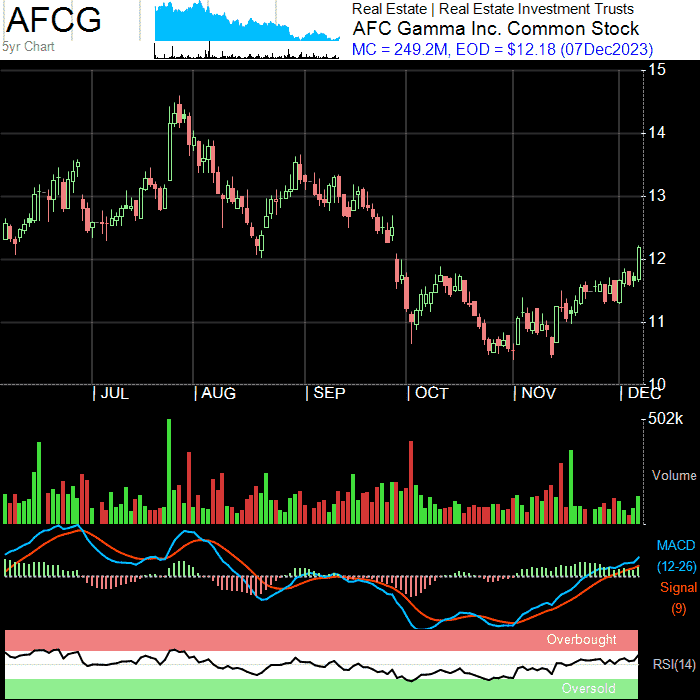 AFCG
5yr Chart
Real Estate | Real Estate Investment Trusts
AFC Gamma Inc. Common Stock
MC = 249.2M, EOD = $12.18 (07Dec2023)
15
14
13
12
11
10
| JUL | AUG | SEP | OCT | NOV | DEC
502k
Volume
MACD
(12-26)
Signal
(9)
Overbought
RSI(14)
Oversold